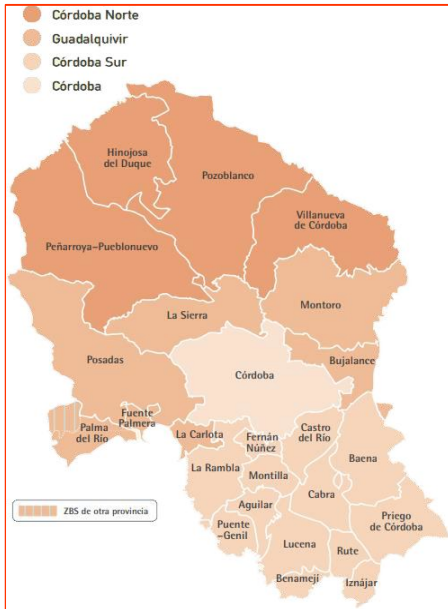 Córdoba Norte
Guadalquivir
Córdoba Sur
Córdoba
Hinojosa
del Duque
Pozoblanco
Villanueva
de Córdoba
Peñarroya-Pueblonuevo
Montoro
La Sierra
Posadas
Bujalance
Córdoba
Fuente
Palmera
Palma
del Río
La Carlota
Fernán
Núñez
Castro
del Río
Baena
La Rambla
Montilla
Cabra
Aguilar
Priego
de Córdoba
Puente
-Genil
Lucena
Rute
Benamejí
Iznájar
ZBS de otra provincia